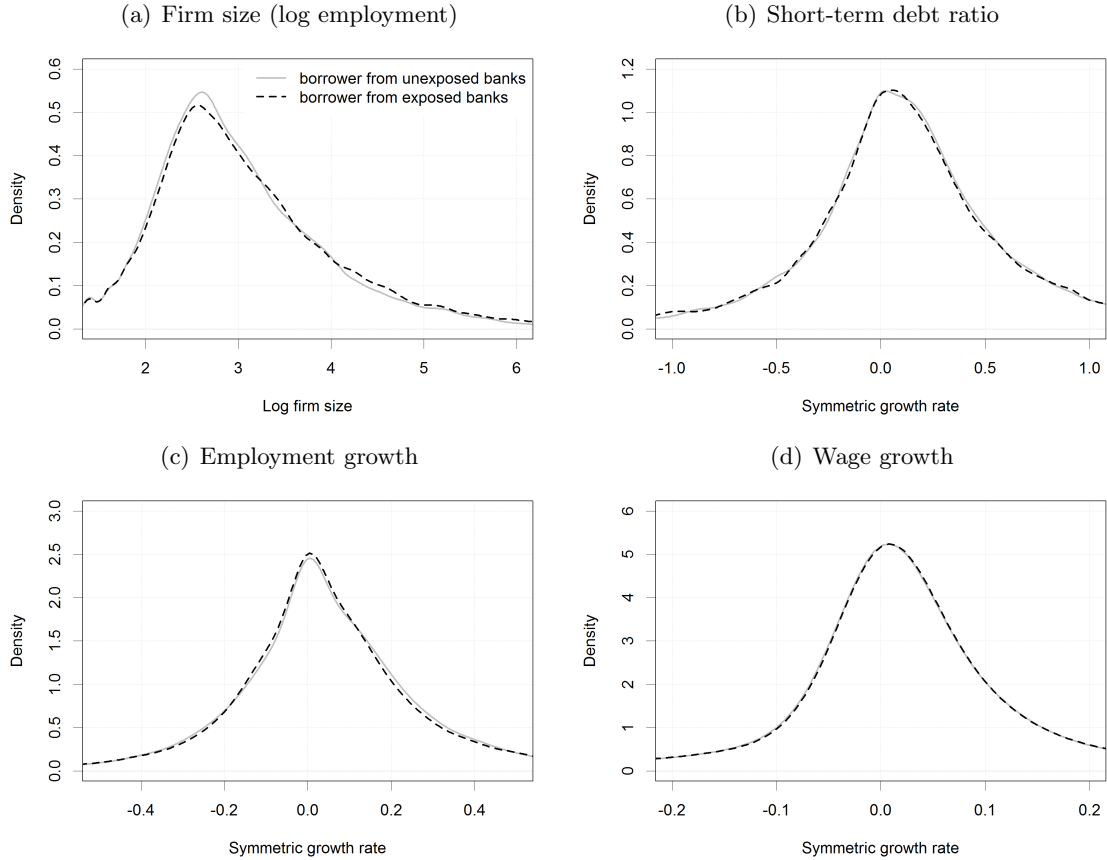 (a) Firm size (log employment)
0.0 0.1 0.2 0.3 0.4 0.5 0.6
Density
borrower from unexposed banks
borrower from exposed banks
2 3 4 5 6
Log firm size
(b) Short-term debt ratio
0.0 0.2 0.4 0.6 0.8 1.0 1.2
Density
-1.0 -0.5 0.0 0.5 1.0
Symmetric growth rate
(c) Employment growth
0.0 0.5 1.0 1.5 2.0 2.5 3.0
Density
-0.4 -0.2 0.0 0.2 0.4
Symmetric growth rate
(d) Wage growth
0 1 2 3 4 5 6
Density
-0.2 -0.1 0.0 0.1 0.2
Symmetric growth rate